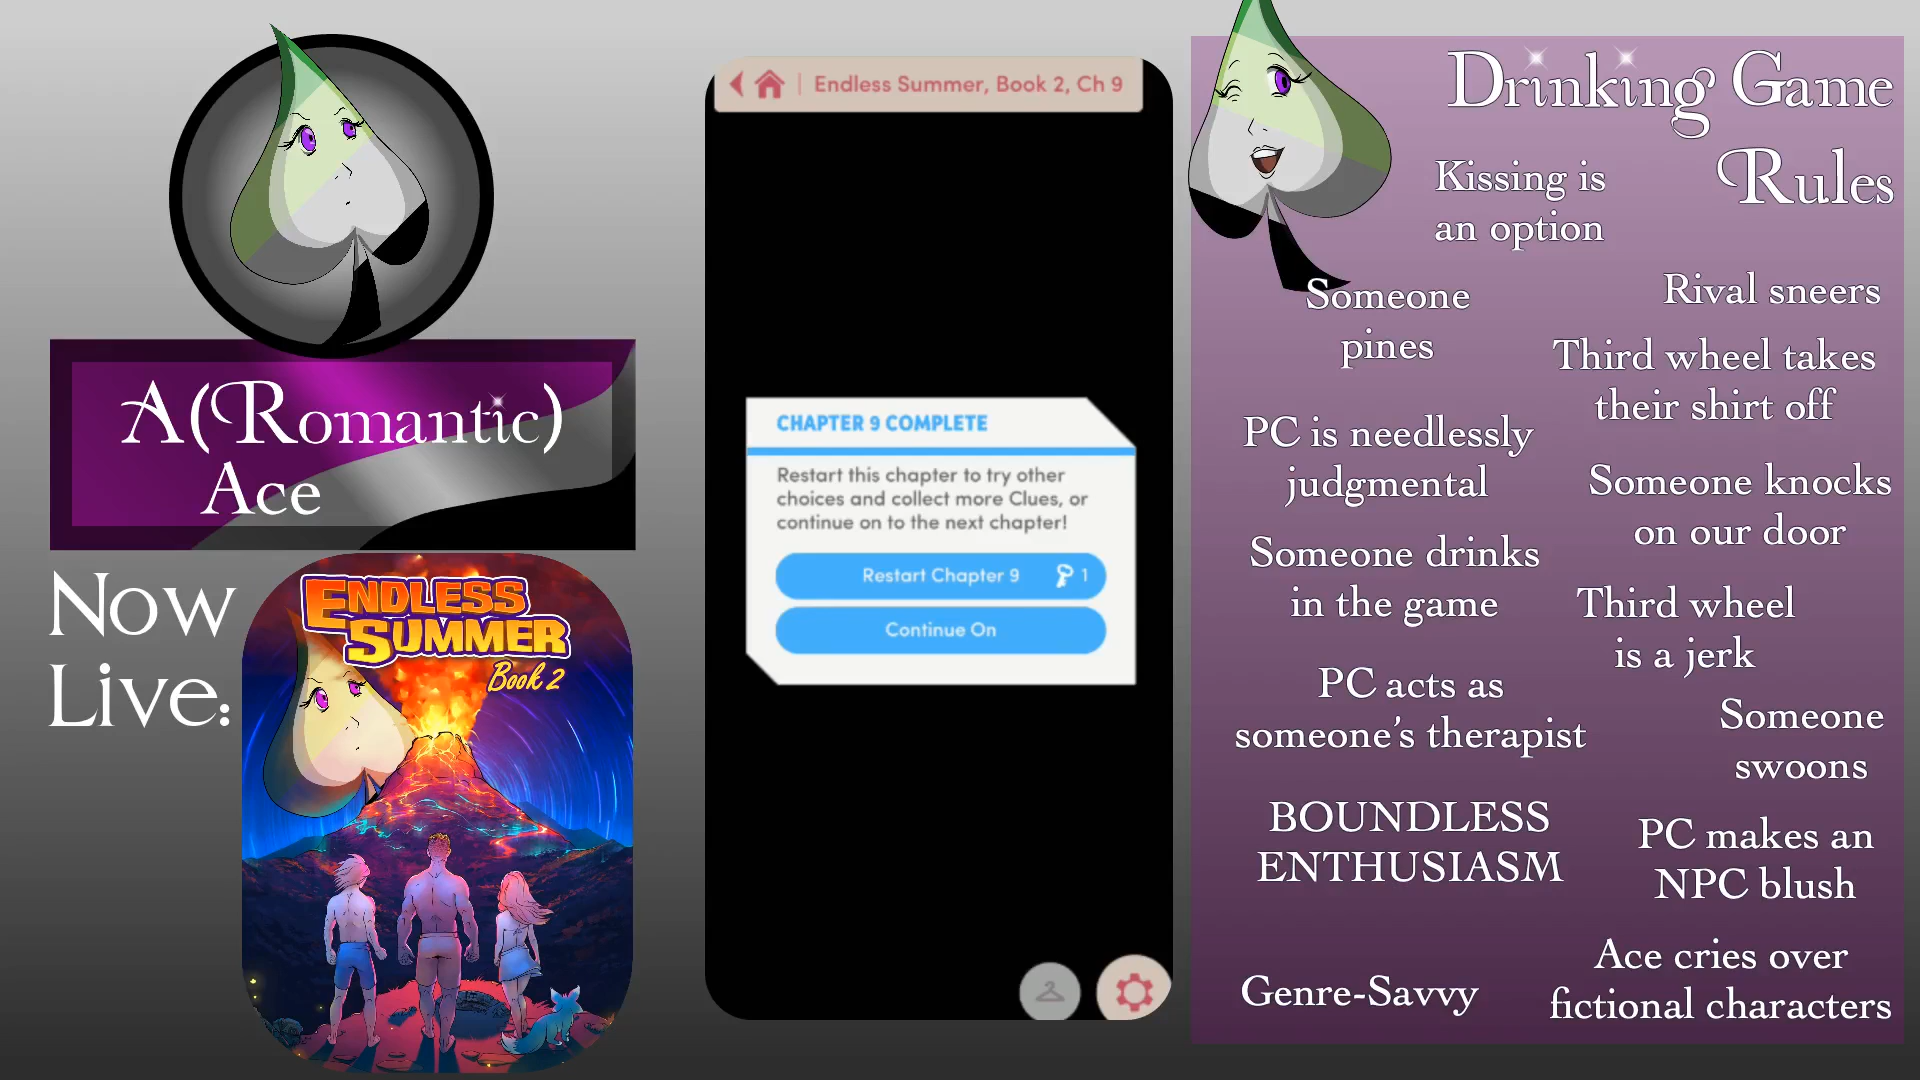 A(Romantic)
Ace
Now
Live:
ENDLESS
SUMMER
Book 2
Endless Summer, Book 2, Ch 9
CHAPTER 9 COMPLETE
Restart this chapter to try other
choices and collect more Clues, or
continue on to the next chapter!
Restart Chapter 9 1
Continue On
Drinking Game
Rules
Kissing is
an option
Rival sneers
Someone
pines
Third wheel takes
their shirt off
PC is needlessly
judgmental
Someone knocks
on our door
Someone drinks
in the game
Third wheel
is a jerk
PC acts as
someone's therapist
Someone
swoons
BOUNDLESS
ENTHUSIASM
PC makes an
NPC blush
Genre-Savvy
Ace cries over
fictional characters